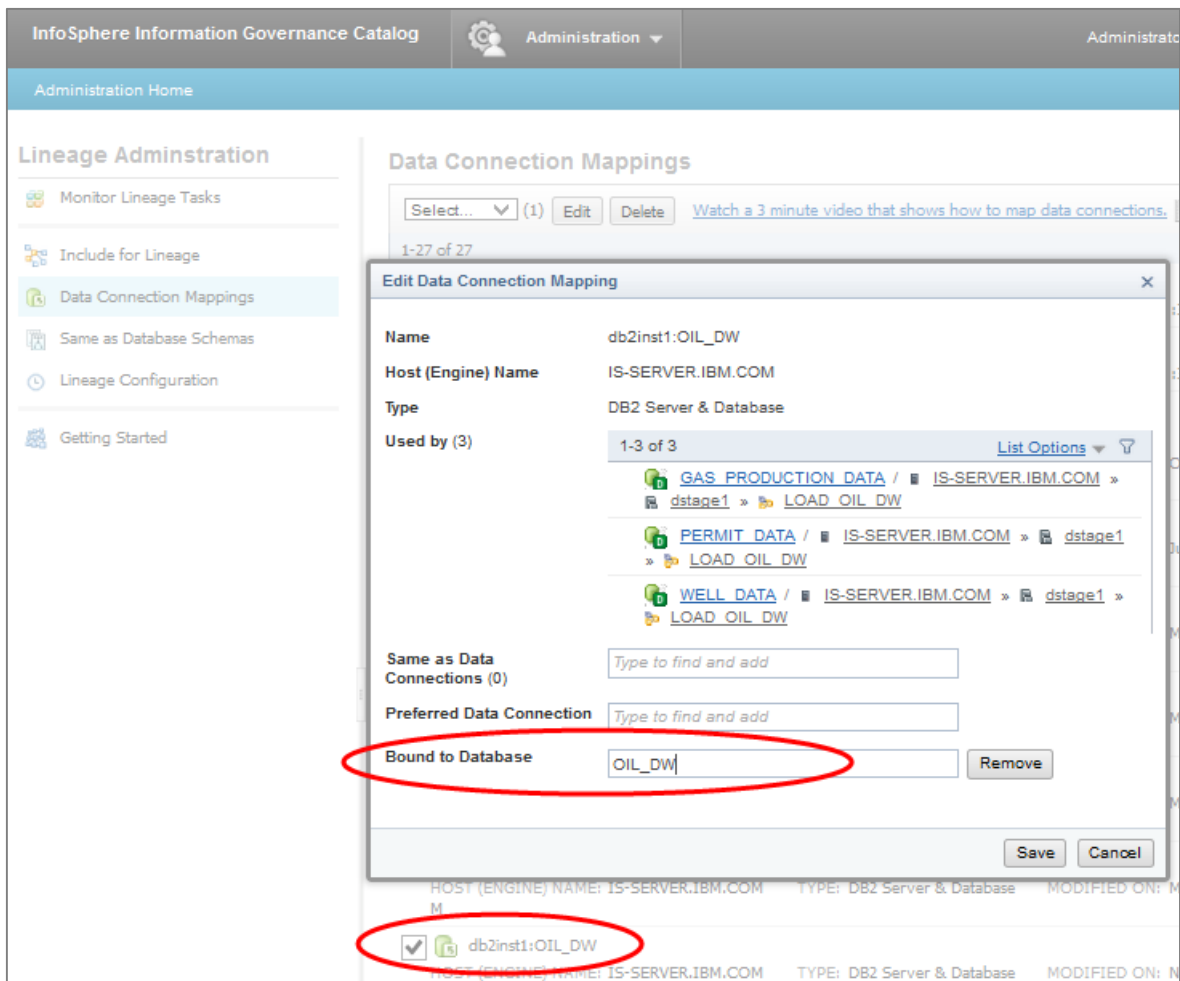 InfoSphere Information Governance Catalog
Administration
Administrato
Administration Home
Lineage Adminstration
Monitor Lineage Tasks
Include for Lineage
Data Connection Mappings
Same as Database Schemas
Lineage Configuration
Getting Started
Data Connection Mappings
Select... (1) Edit Delete Watch a 3 minute video that shows how to map data connections.
1-27 of 27
Edit Data Connection Mapping
Name db2inst1:OIL_DW
Host (Engine) Name IS-SERVER.IBM.COM
Type DB2 Server & Database
Used by (3) 1-3 of 3 List Options
GAS_PRODUCTION_DATA / IS-SERVER.IBM.COM »
dstage1 » LOAD_OIL_DW
PERMIT_DATA / IS-SERVER.IBM.COM » dstage1
» LOAD_OIL_DW
WELL_DATA / IS-SERVER.IBM.COM » dstage1 »
LOAD_OIL_DW
Same as Data
Connections (0) Type to find and add
Preferred Data Connection Type to find and add
Bound to Database OIL_DW Remove
Save Cancel
HOST (ENGINE) NAME: IS-SERVER.IBM.COM TYPE: DB2 Server & Database MODIFIED ON: M
M
db2inst1:OIL_DW
HOST (ENGINE) NAME: IS-SERVER.IBM.COM TYPE: DB2 Server & Database MODIFIED ON: N